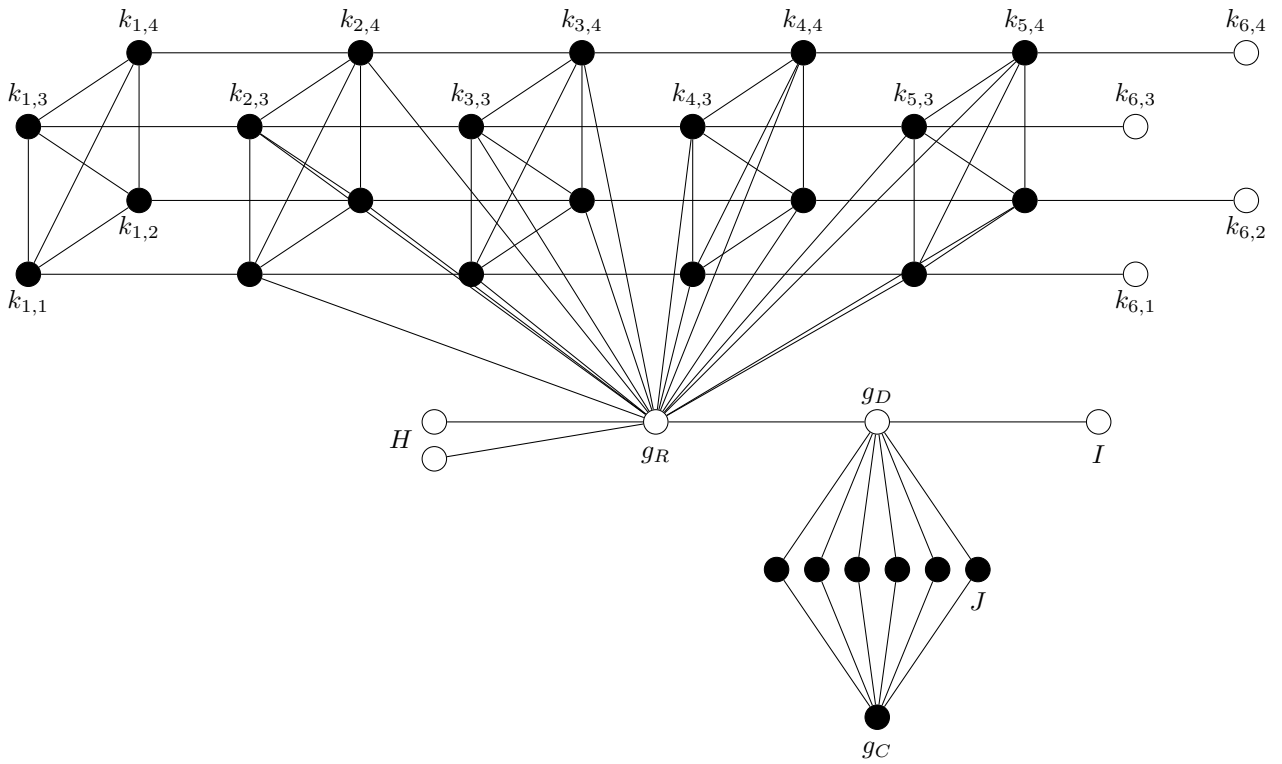 k1,4 k2,4 k3,4 k4,4 k5,4 k6,4
k1,3 k2,3 k3,3 k4,3 k5,3 k6,3
k1,2 k6,2
k1,1 k6,1
gD
H gR I
J
gC